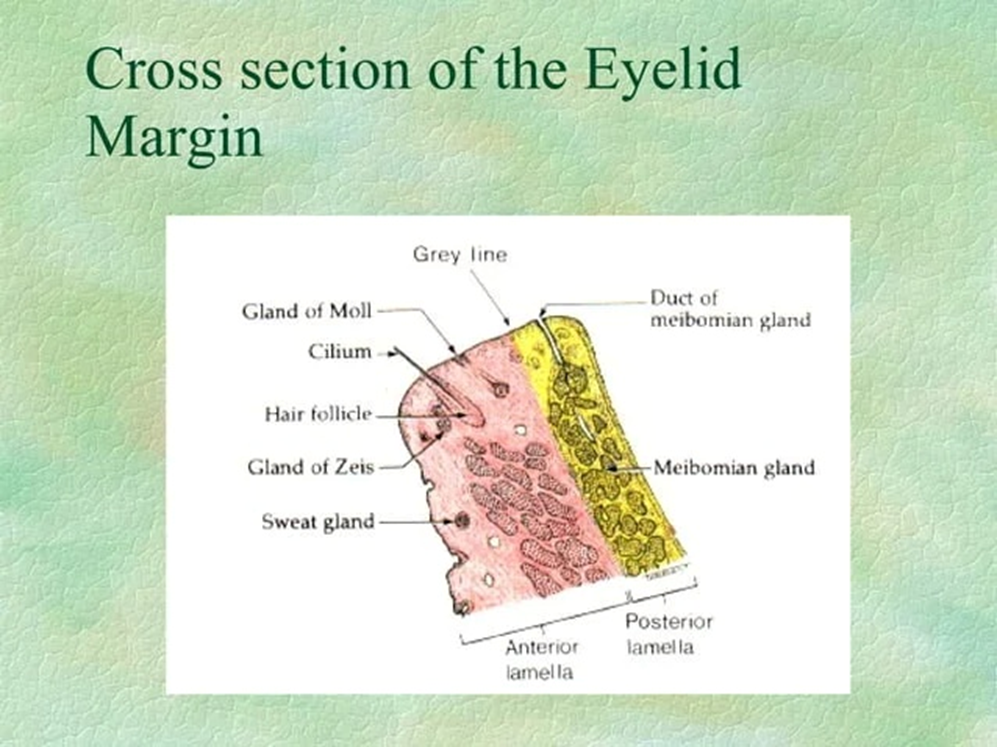 Cross section of the Eyelid
Margin
Grey line
Gland of Moll
Duct of
meibomian gland
Cilium
Hair follicle
Gland of Zeis
Meibomian gland
Sweat gland
Posterior
lamella
Anterior
lamella